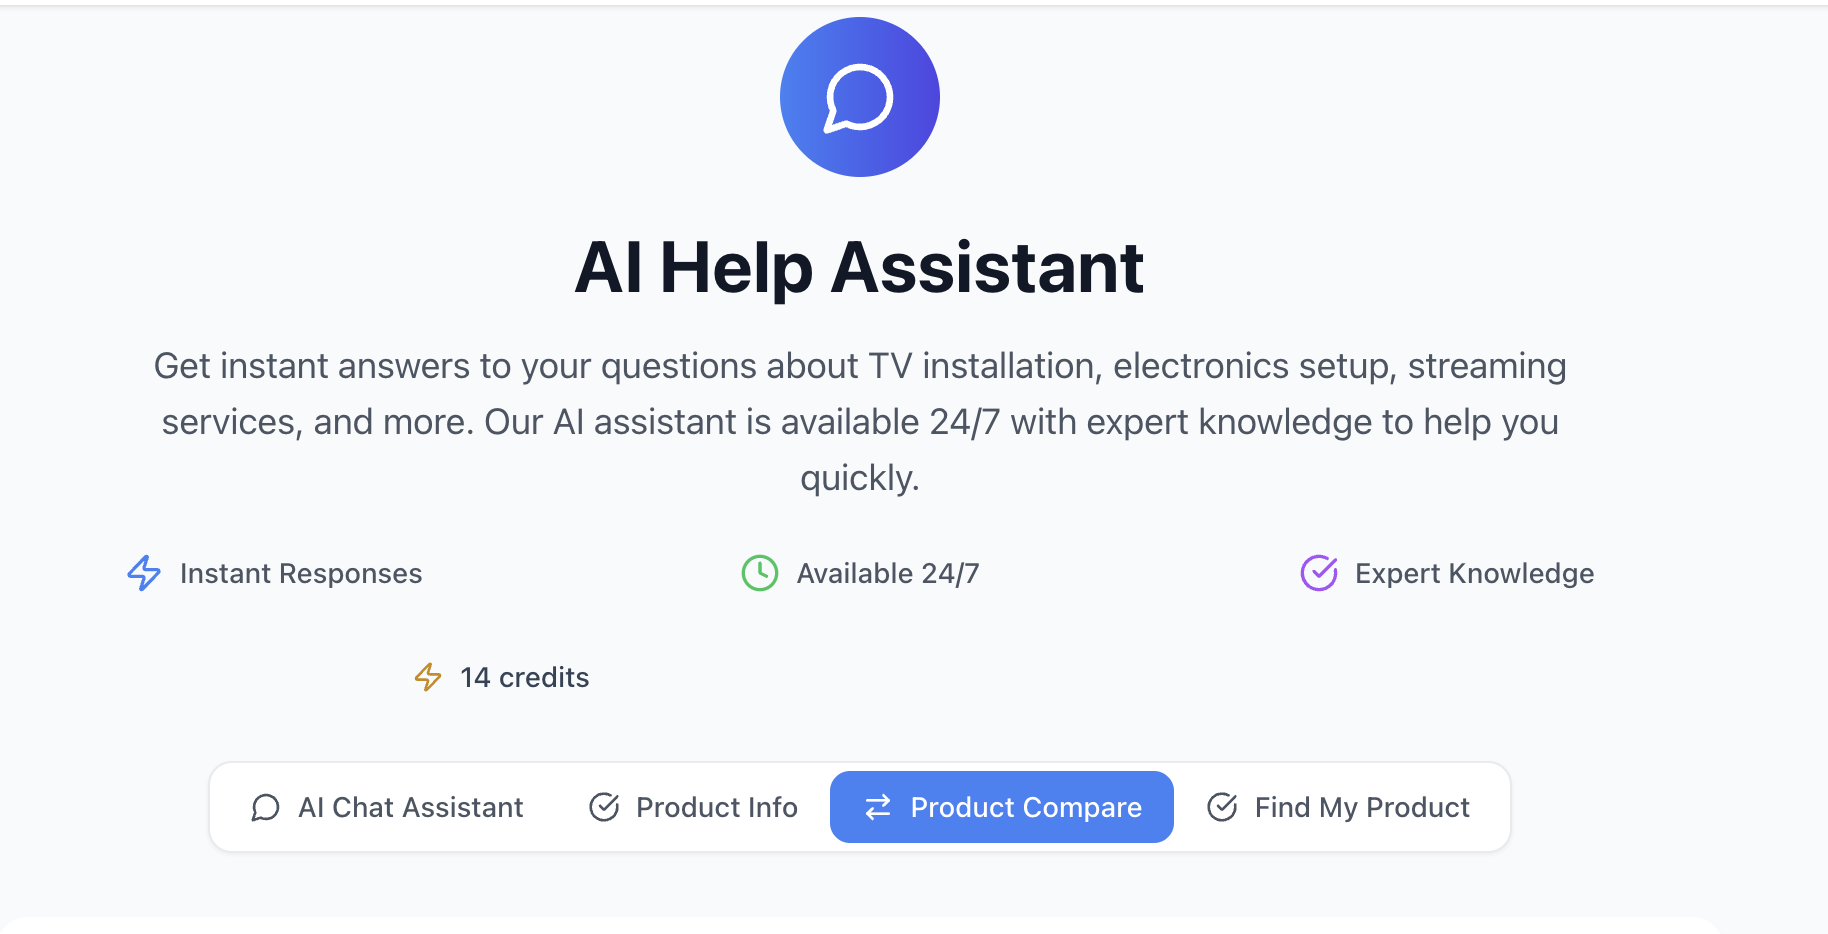 AI Help Assistant
Get instant answers to your questions about TV installation, electronics setup, streaming
services, and more. Our AI assistant is available 24/7 with expert knowledge to help you
quickly.
Instant Responses
Available 24/7
Expert Knowledge
14 credits
AI Chat Assistant
Product Info
Product Compare
Find My Product